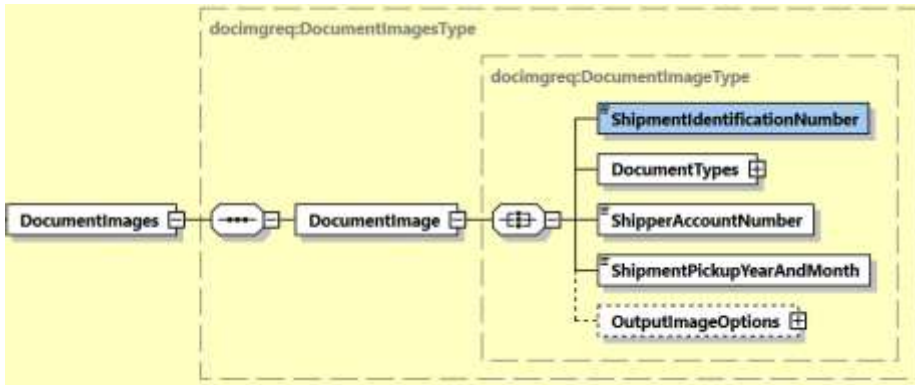 docimgreq:DocumentImagesType
docimgreq:DocumentImageType
ShipmentIdentificationNumber
DocumentTypes
DocumentImages
DocumentImage
ShipperAccountNumber
ShipmentPickupYearAndMonth
OutputImageOptions